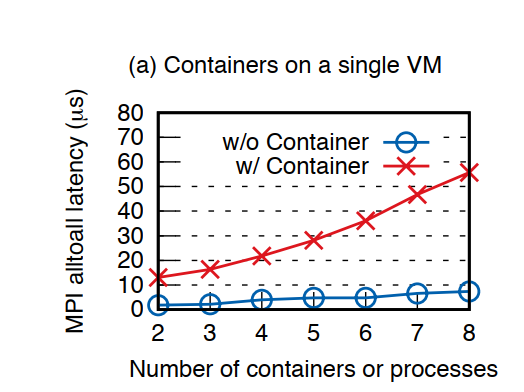 (a) Containers on a single VM
MPI alltoall latency (μs)
80
70
60
50
40
30
20
10
0
w/o Container
w/ Container
2 3 4 5 6 7 8
Number of containers or processes